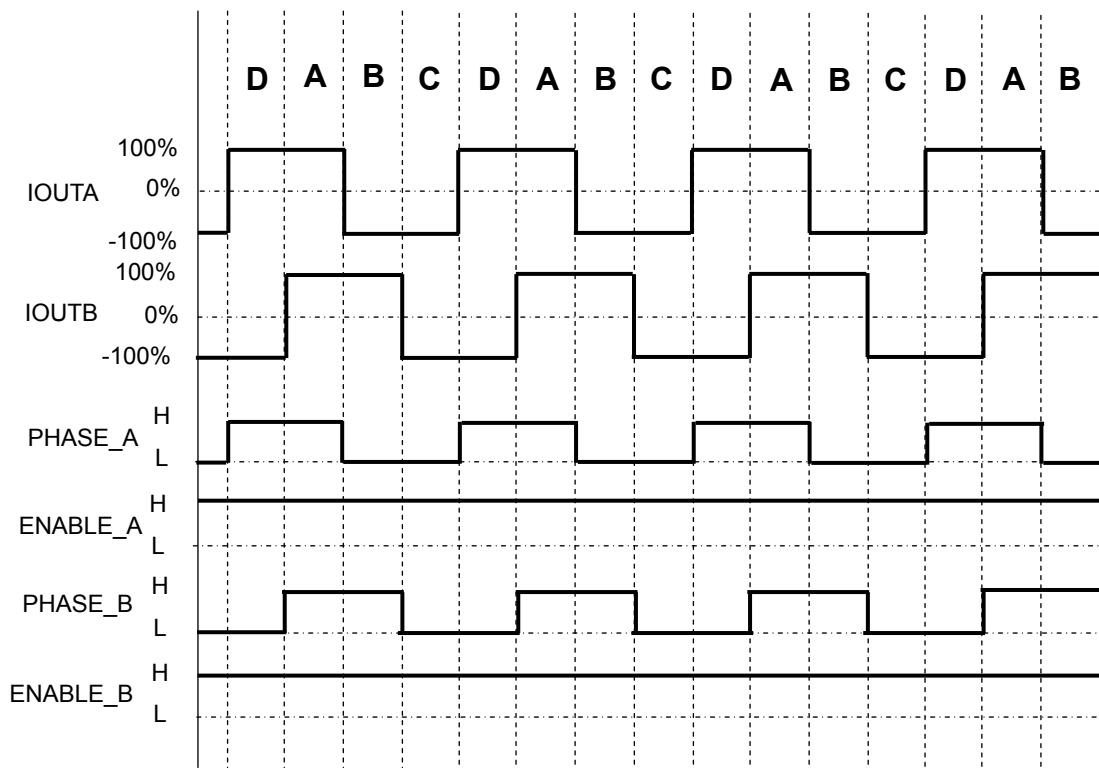 D A B C D A B C D A B C D A B
100%
IOUTA 0%
-100%
100%
IOUTB 0%
-100%
H
PHASE_A
L
H
ENABLE_A
L
H
PHASE_B
L
H
ENABLE_B
L